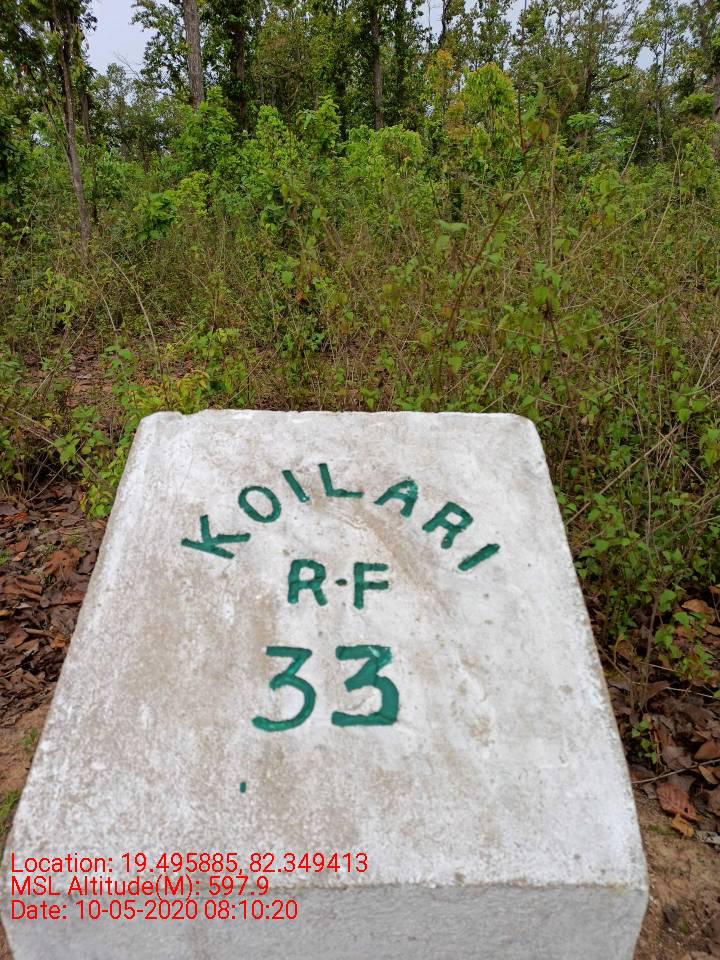 KOILARI
R.F
33
Location: 19.495885, 82.349413
MSL Altitude(M): 597.9
Date: 10-05-2020 08:10:20